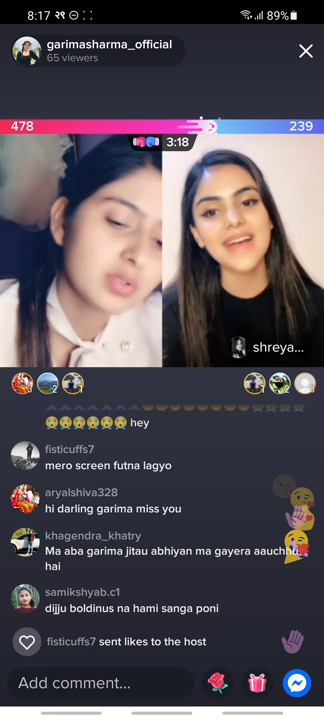 8:17 २९
89%
garimasharma_official
65 viewers
478
239
3:18
shreya...
hey
fisticuffs7
mero screen futna lagyo
aryalshiva328
hi darling garima miss you
khagendra_khatry
Ma aba garima jitau abhiyan ma gayera aauchhu
hai
samikshyab.c1
dijju boldinus na hami sanga poni
fisticuffs7 sent likes to the host
Add comment...